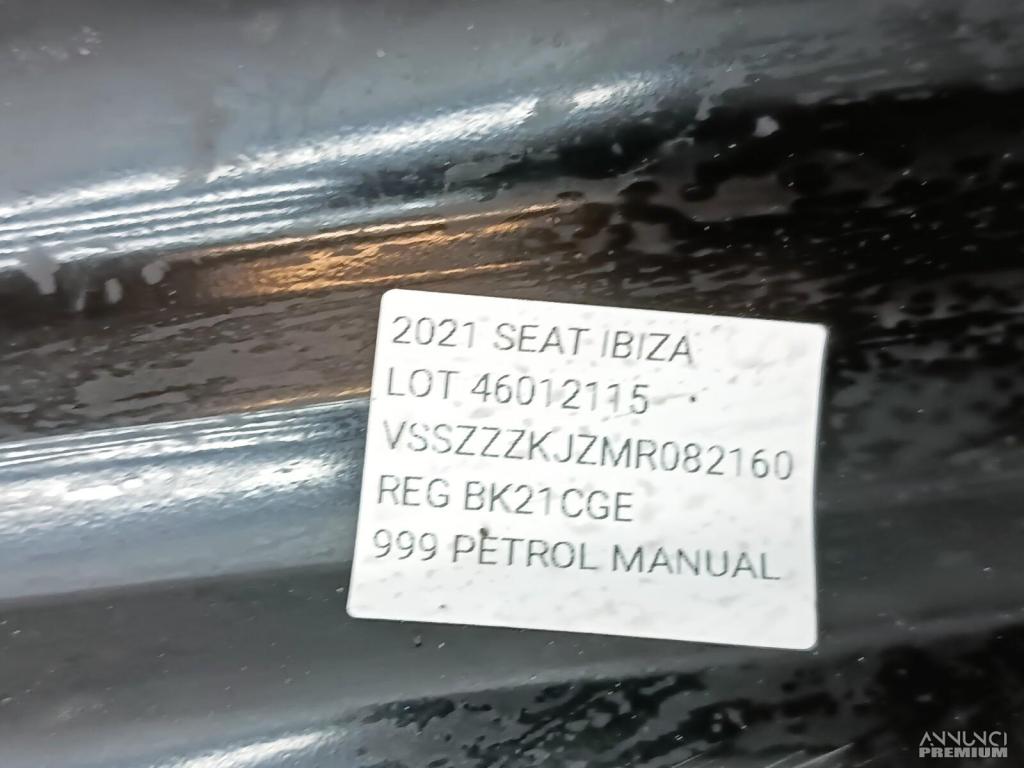 2021 SEAT IBIZA
LOT 46012115
VSSZZZKJZMR082160
REG BK21CGE
999 PETROL MANUAL
ANNUNCI
PREMIUM